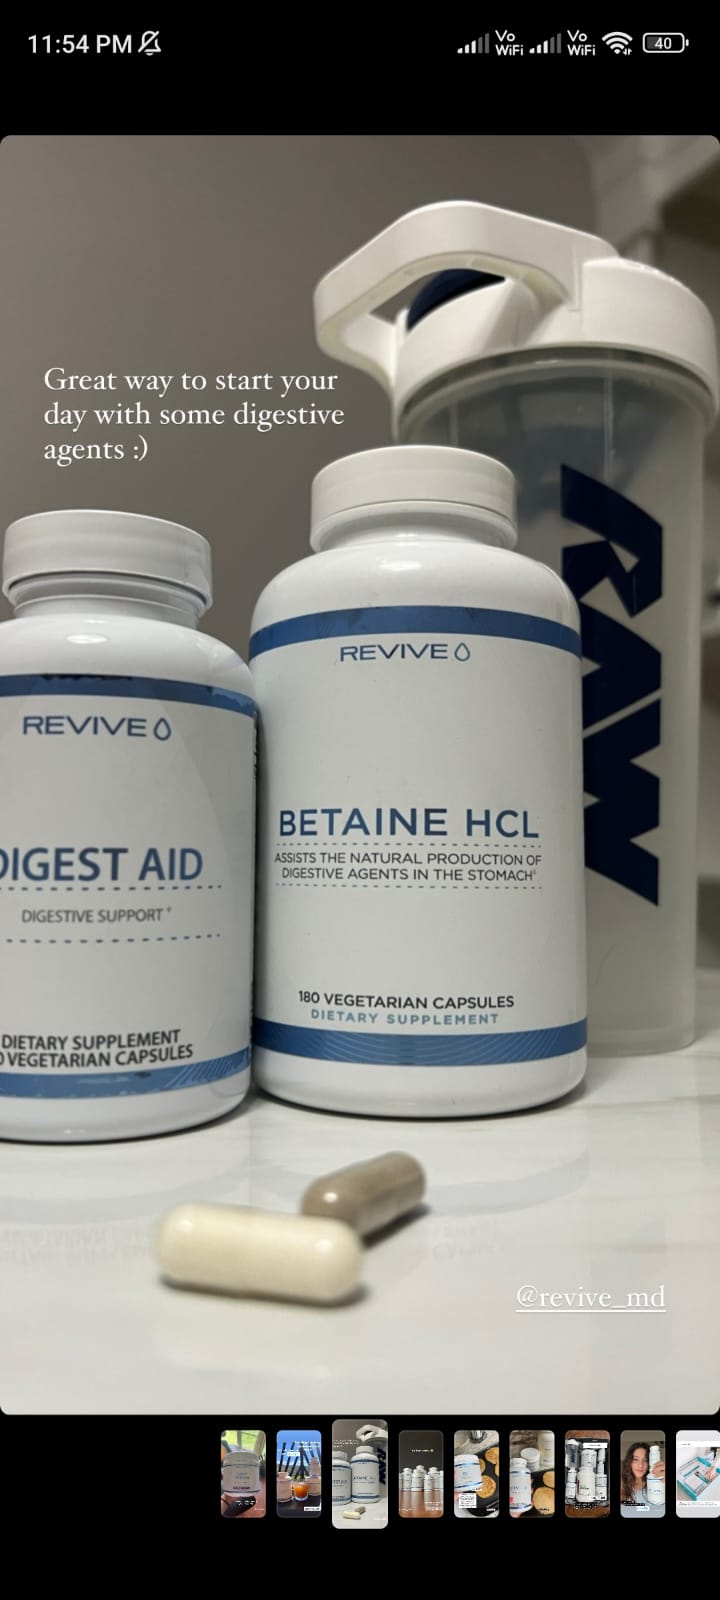 11:54 PM
Vo WiFi
Vo WiFi
40
Great way to start your
day with some digestive
agents :)
REVIVE
DIGEST AID
DIGESTIVE SUPPORT
DIETARY SUPPLEMENT
VEGETARIAN CAPSULES
REVIVE
BETAINE HCL
ASSISTS THE NATURAL PRODUCTION OF
DIGESTIVE AGENTS IN THE STOMACH◊
180 VEGETARIAN CAPSULES
DIETARY SUPPLEMENT
RAW
@revive_md